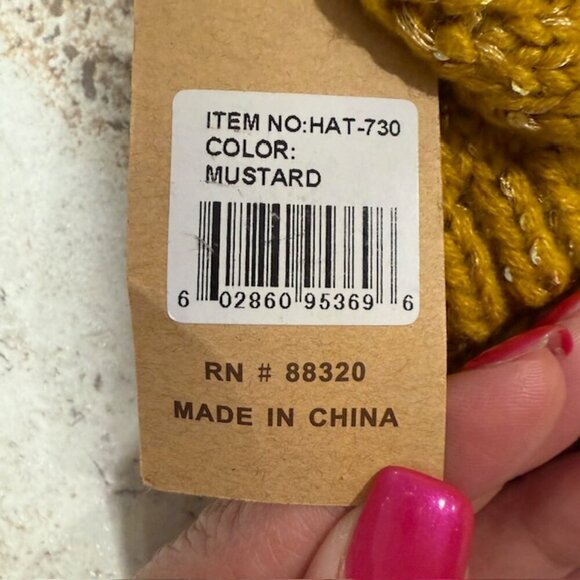 ITEM NO:HAT-730
COLOR:
MUSTARD
6 02860 95369 6
RN # 88320
MADE IN CHINA